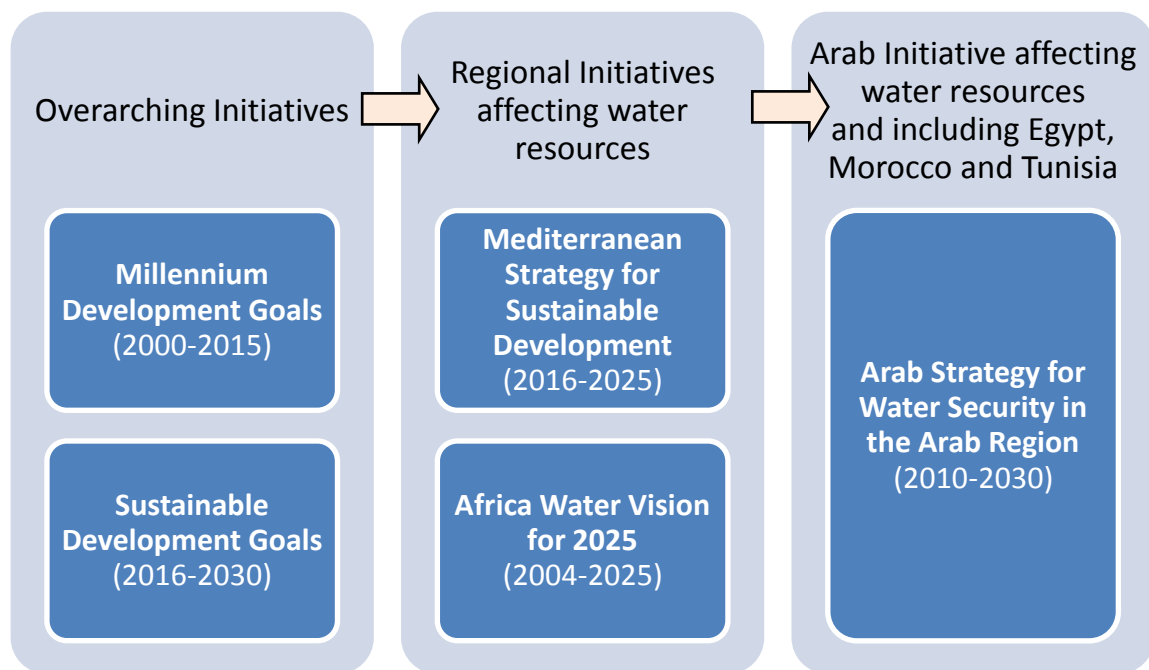 Overarching Initiatives
Millennium
Development Goals
(2000-2015)
Sustainable
Development Goals
(2016-2030)
Regional Initiatives
affecting water
resources
Mediterranean
Strategy for
Sustainable
Development
(2016-2025)
Africa Water Vision
for 2025
(2004-2025)
Arab Initiative affecting
water resources
and including Egypt,
Morocco and Tunisia
Arab Strategy for
Water Security in
the Arab Region
(2010-2030)